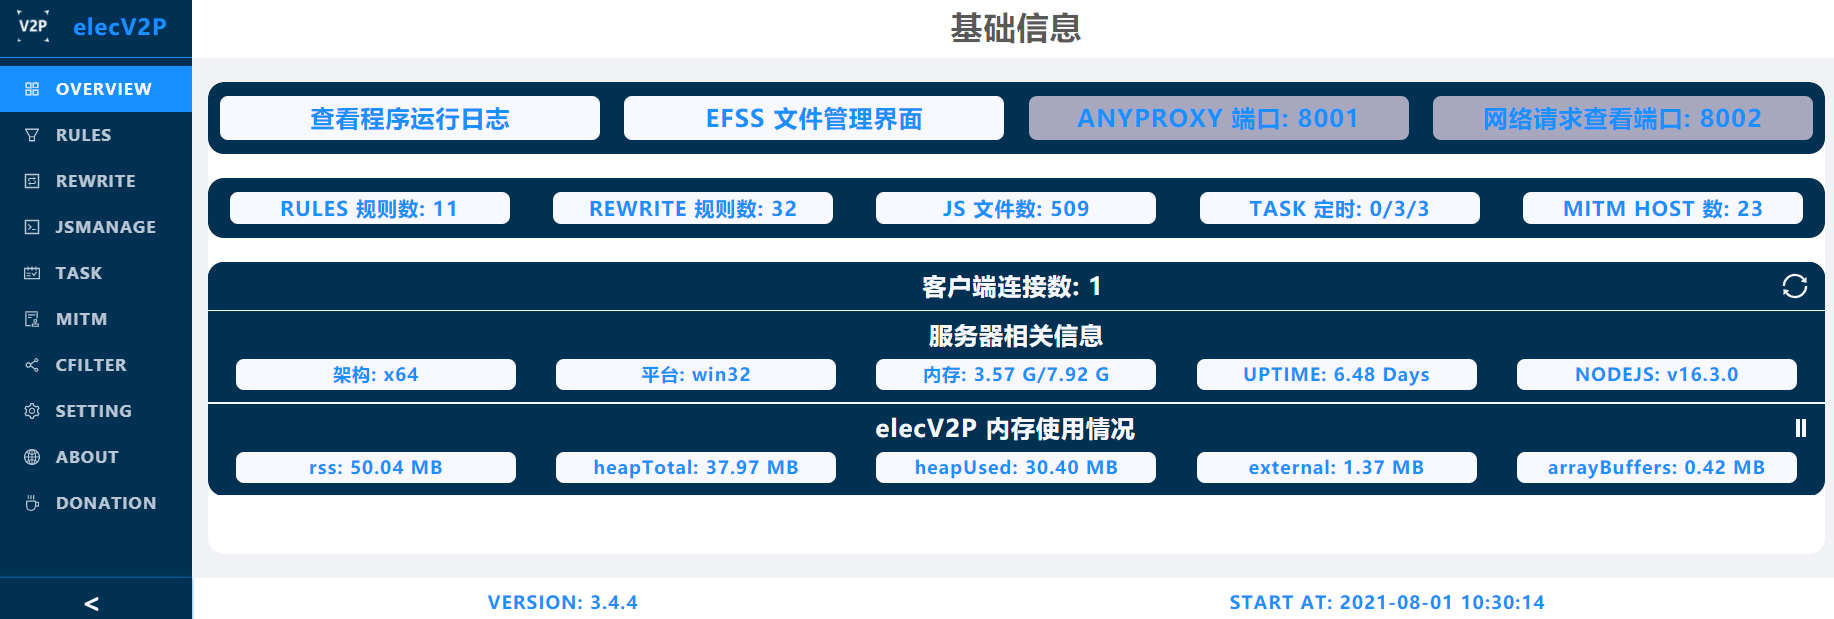 V2P elecV2P
OVERVIEW
RULES
REWRITE
JSMANAGE
TASK
MITM
CFILTER
SETTING
ABOUT
DONATION
<
基础信息
查看程序运行日志 EFSS 文件管理界面 ANYPROXY 端口: 8001 网络请求查看端口: 8002
RULES 规则数: 11 REWRITE 规则数: 32 JS 文件数: 509 TASK 定时: 0/3/3 MITM HOST 数: 23
客户端连接数: 1
服务器相关信息
架构: x64 平台: win32 内存: 3.57 G/7.92 G UPTIME: 6.48 Days NODEJS: v16.3.0
elecV2P 内存使用情况
rss: 50.04 MB heapTotal: 37.97 MB heapUsed: 30.40 MB external: 1.37 MB arrayBuffers: 0.42 MB
VERSION: 3.4.4 START AT: 2021-08-01 10:30:14